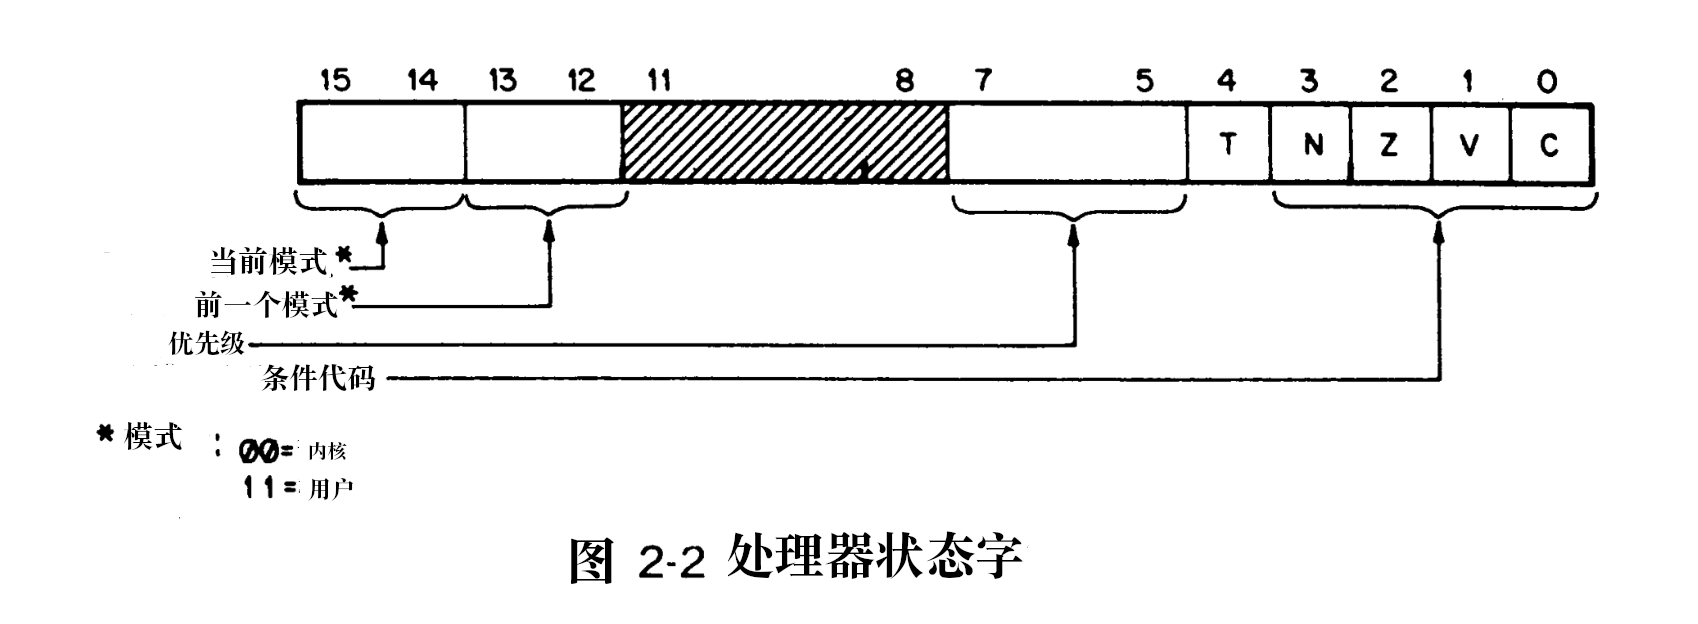 15 14 13 12 11 8 7 5 4 3 2 1 0
T N Z V C
当前模式*
前一个模式*
优先级
条件代码
*模式 : 00= 内核
11= 用户
图 2-2 处理器状态字